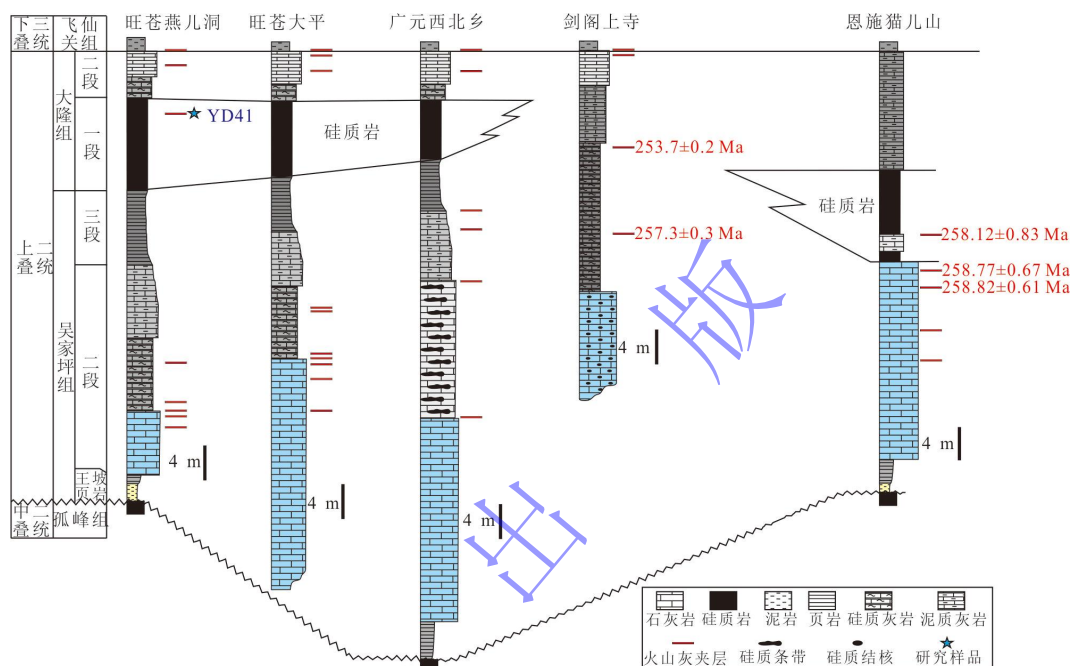 旺苍燕儿洞 旺苍大平 广元西北乡 剑阁上寺 恩施猫儿山
下三叠统 飞仙关组
上二叠统
大隆组
二段
一段
吴家坪组
三段
二段
王坡页岩
中二叠统 孤峰组
YD41
硅质岩
253.7±0.2 Ma
257.3±0.3 Ma
硅质岩
258.12±0.83 Ma
258.77±0.67 Ma
258.82±0.61 Ma
4 m
4 m
4 m
4 m
4 m
出版
石灰岩 硅质岩 泥岩 页岩 硅质灰岩 泥质灰岩
火山灰夹层 硅质条带 硅质结核 研究样品